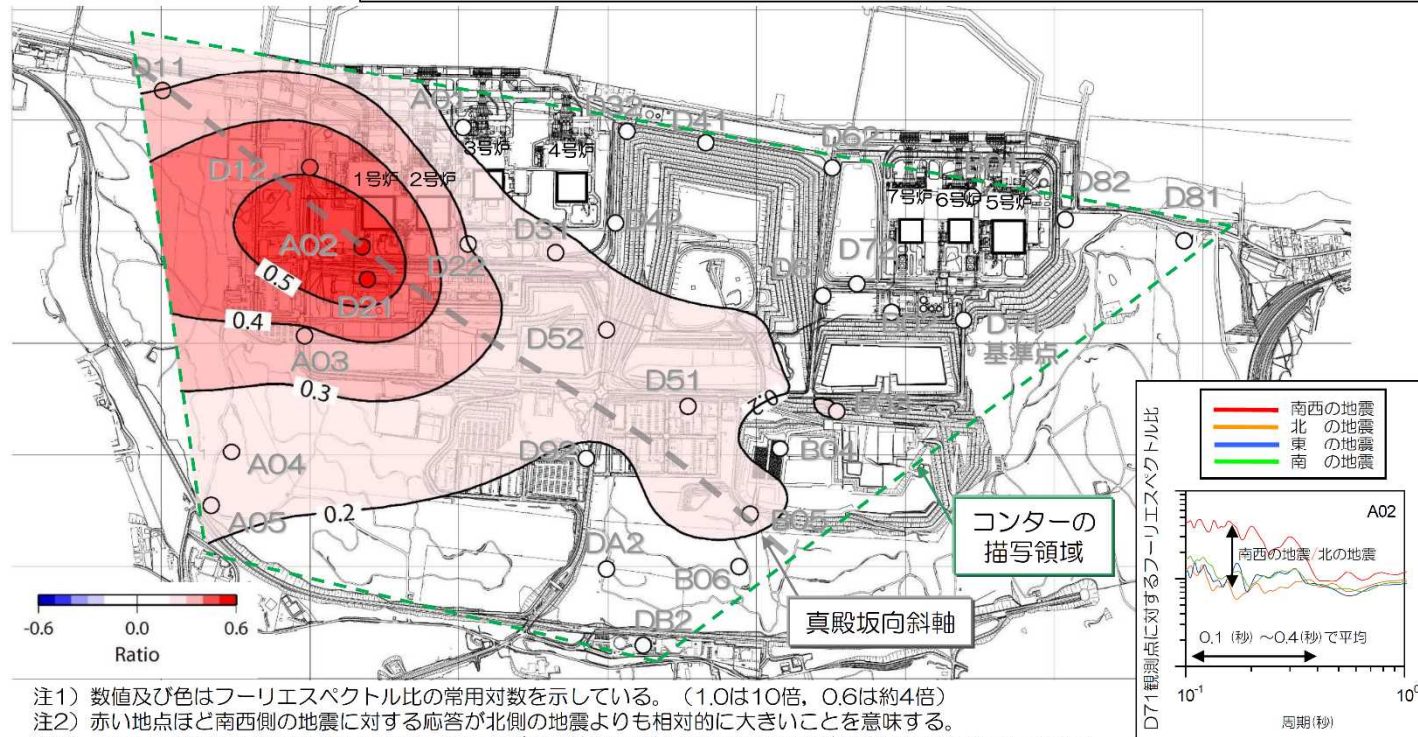 D11
A01
D32
D41
D62
B01
D82
D81
3号炉
4号炉
D12
1号炉
2号炉
7号炉
6号炉
5号炉
D42
D31
A02
D22
D72
0.5
D21
D71
基準点
0.4
D52
A03
0.3
D51
0.2
A04
B04
A05
0.2
B05
DA2
B06
DB2
コンターの
描写領域
真殿坂向斜軸
-0.6 0.0 0.6
Ratio
南西の地震
北 の地震
東 の地震
南 の地震
D71観測点に対するフーリエスペクトル比
A02
南西の地震/北の地震
0.1 (秒) ~0.4(秒)で平均
10⁻¹ 10⁰
周期(秒)
注1) 数値及び色はフーリエスペクトル比の常用対数を示している。(1.0は10倍，0.6は約4倍)
注2) 赤い地点ほど南西側の地震に対する応答が北側の地震よりも相対的に大きいことを意味する。